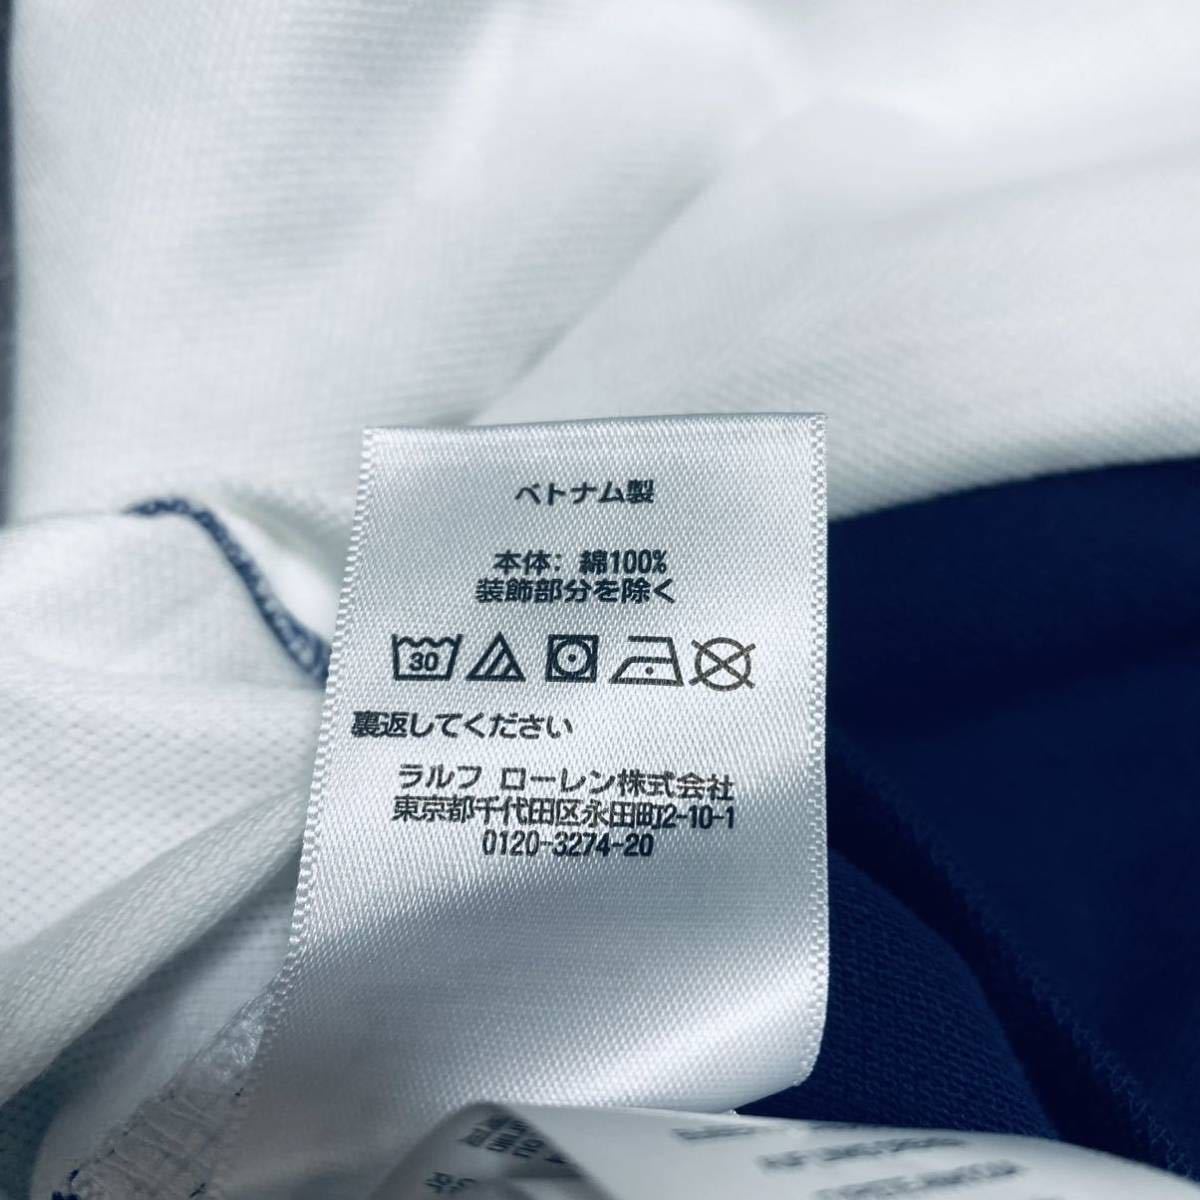 ベトナム製
本体: 綿100%
装飾部分を除く
30
裏返してください
ラルフ ローレン株式会社
東京都千代田区永田町2-10-1
0120-3274-20